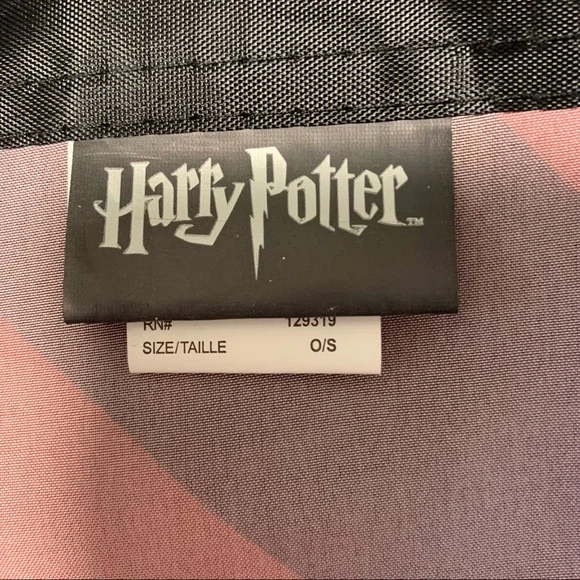 Harry Potter™
RN# 129319
SIZE/TAILLE O/S